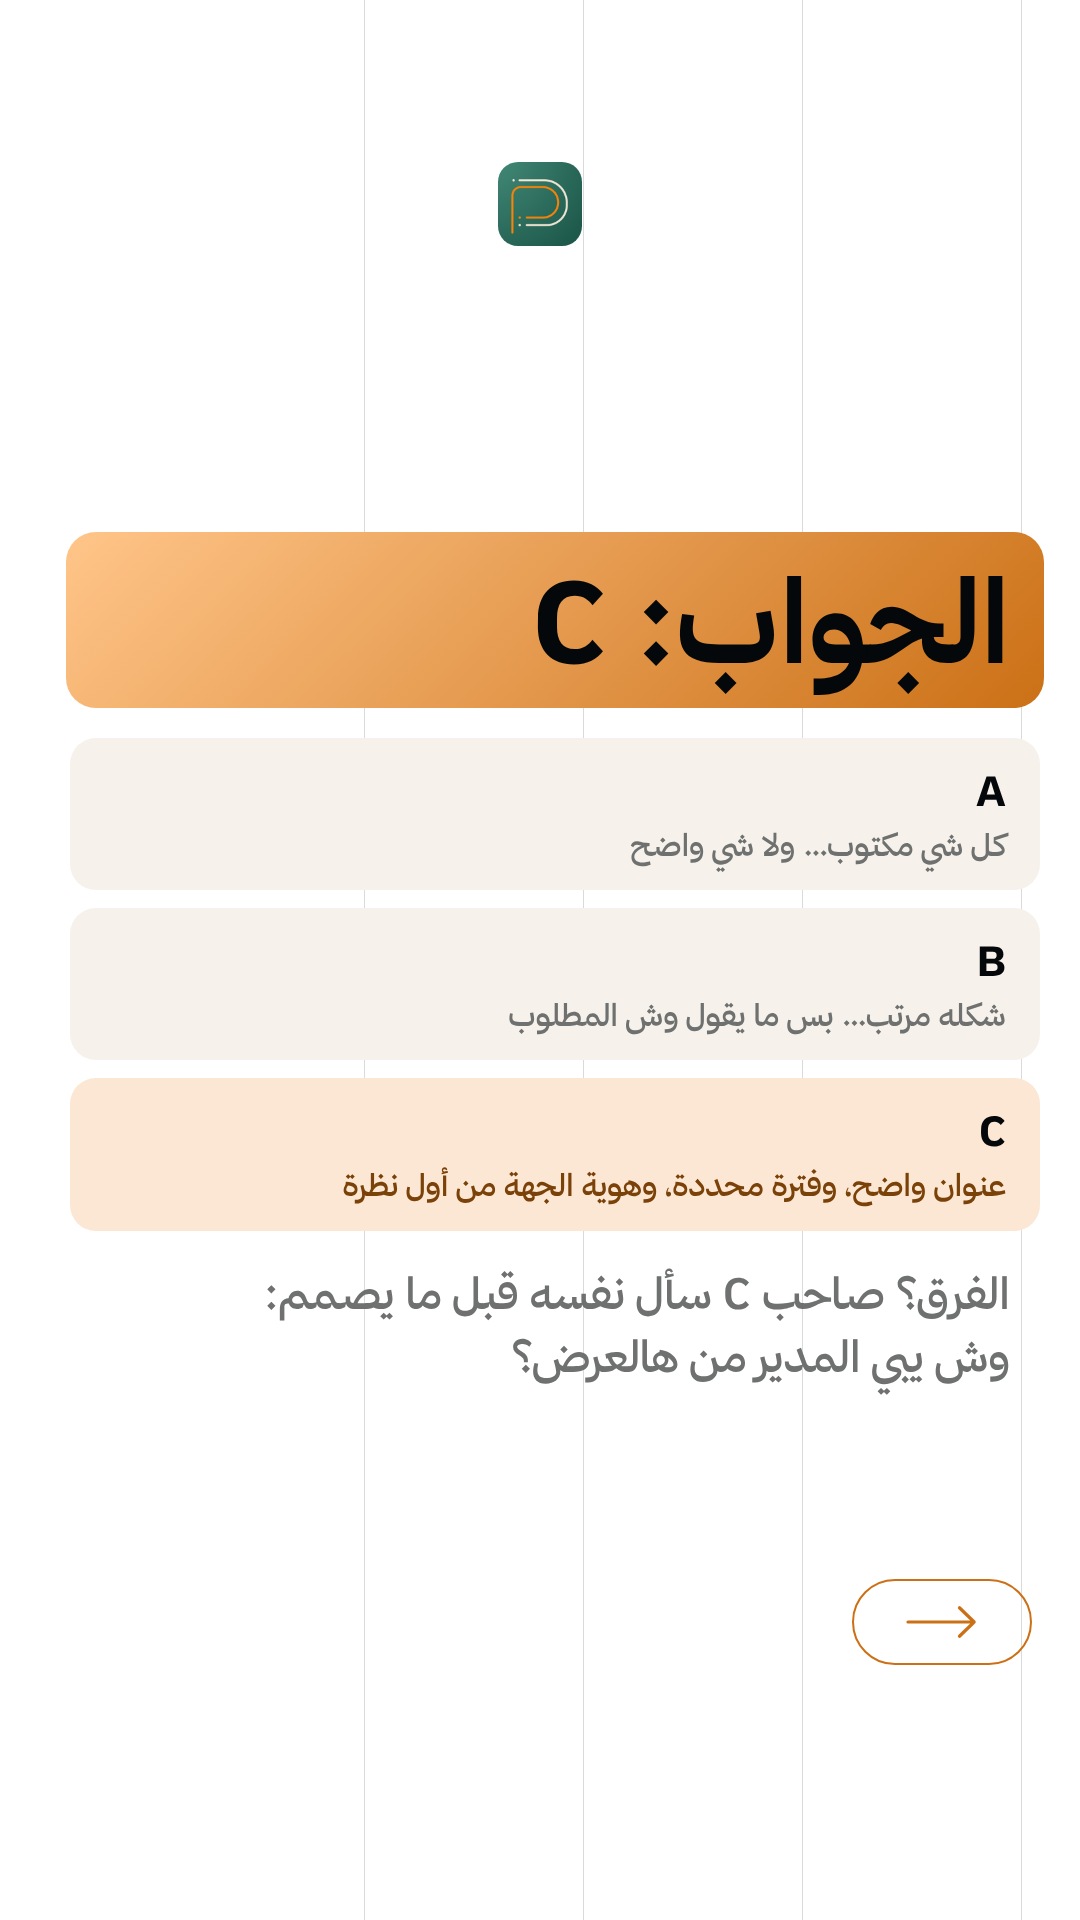 الجواب: C
A
كل شي مكتوب... ولا شي واضح
B
شكله مرتب... بس ما يقول وش المطلوب
C
عنوان واضح، وفترة محددة، وهوية الجهة من أول نظرة
الفرق؟ صاحب C سأل نفسه قبل ما يصمم:
وش يبي المدير من هالعرض؟